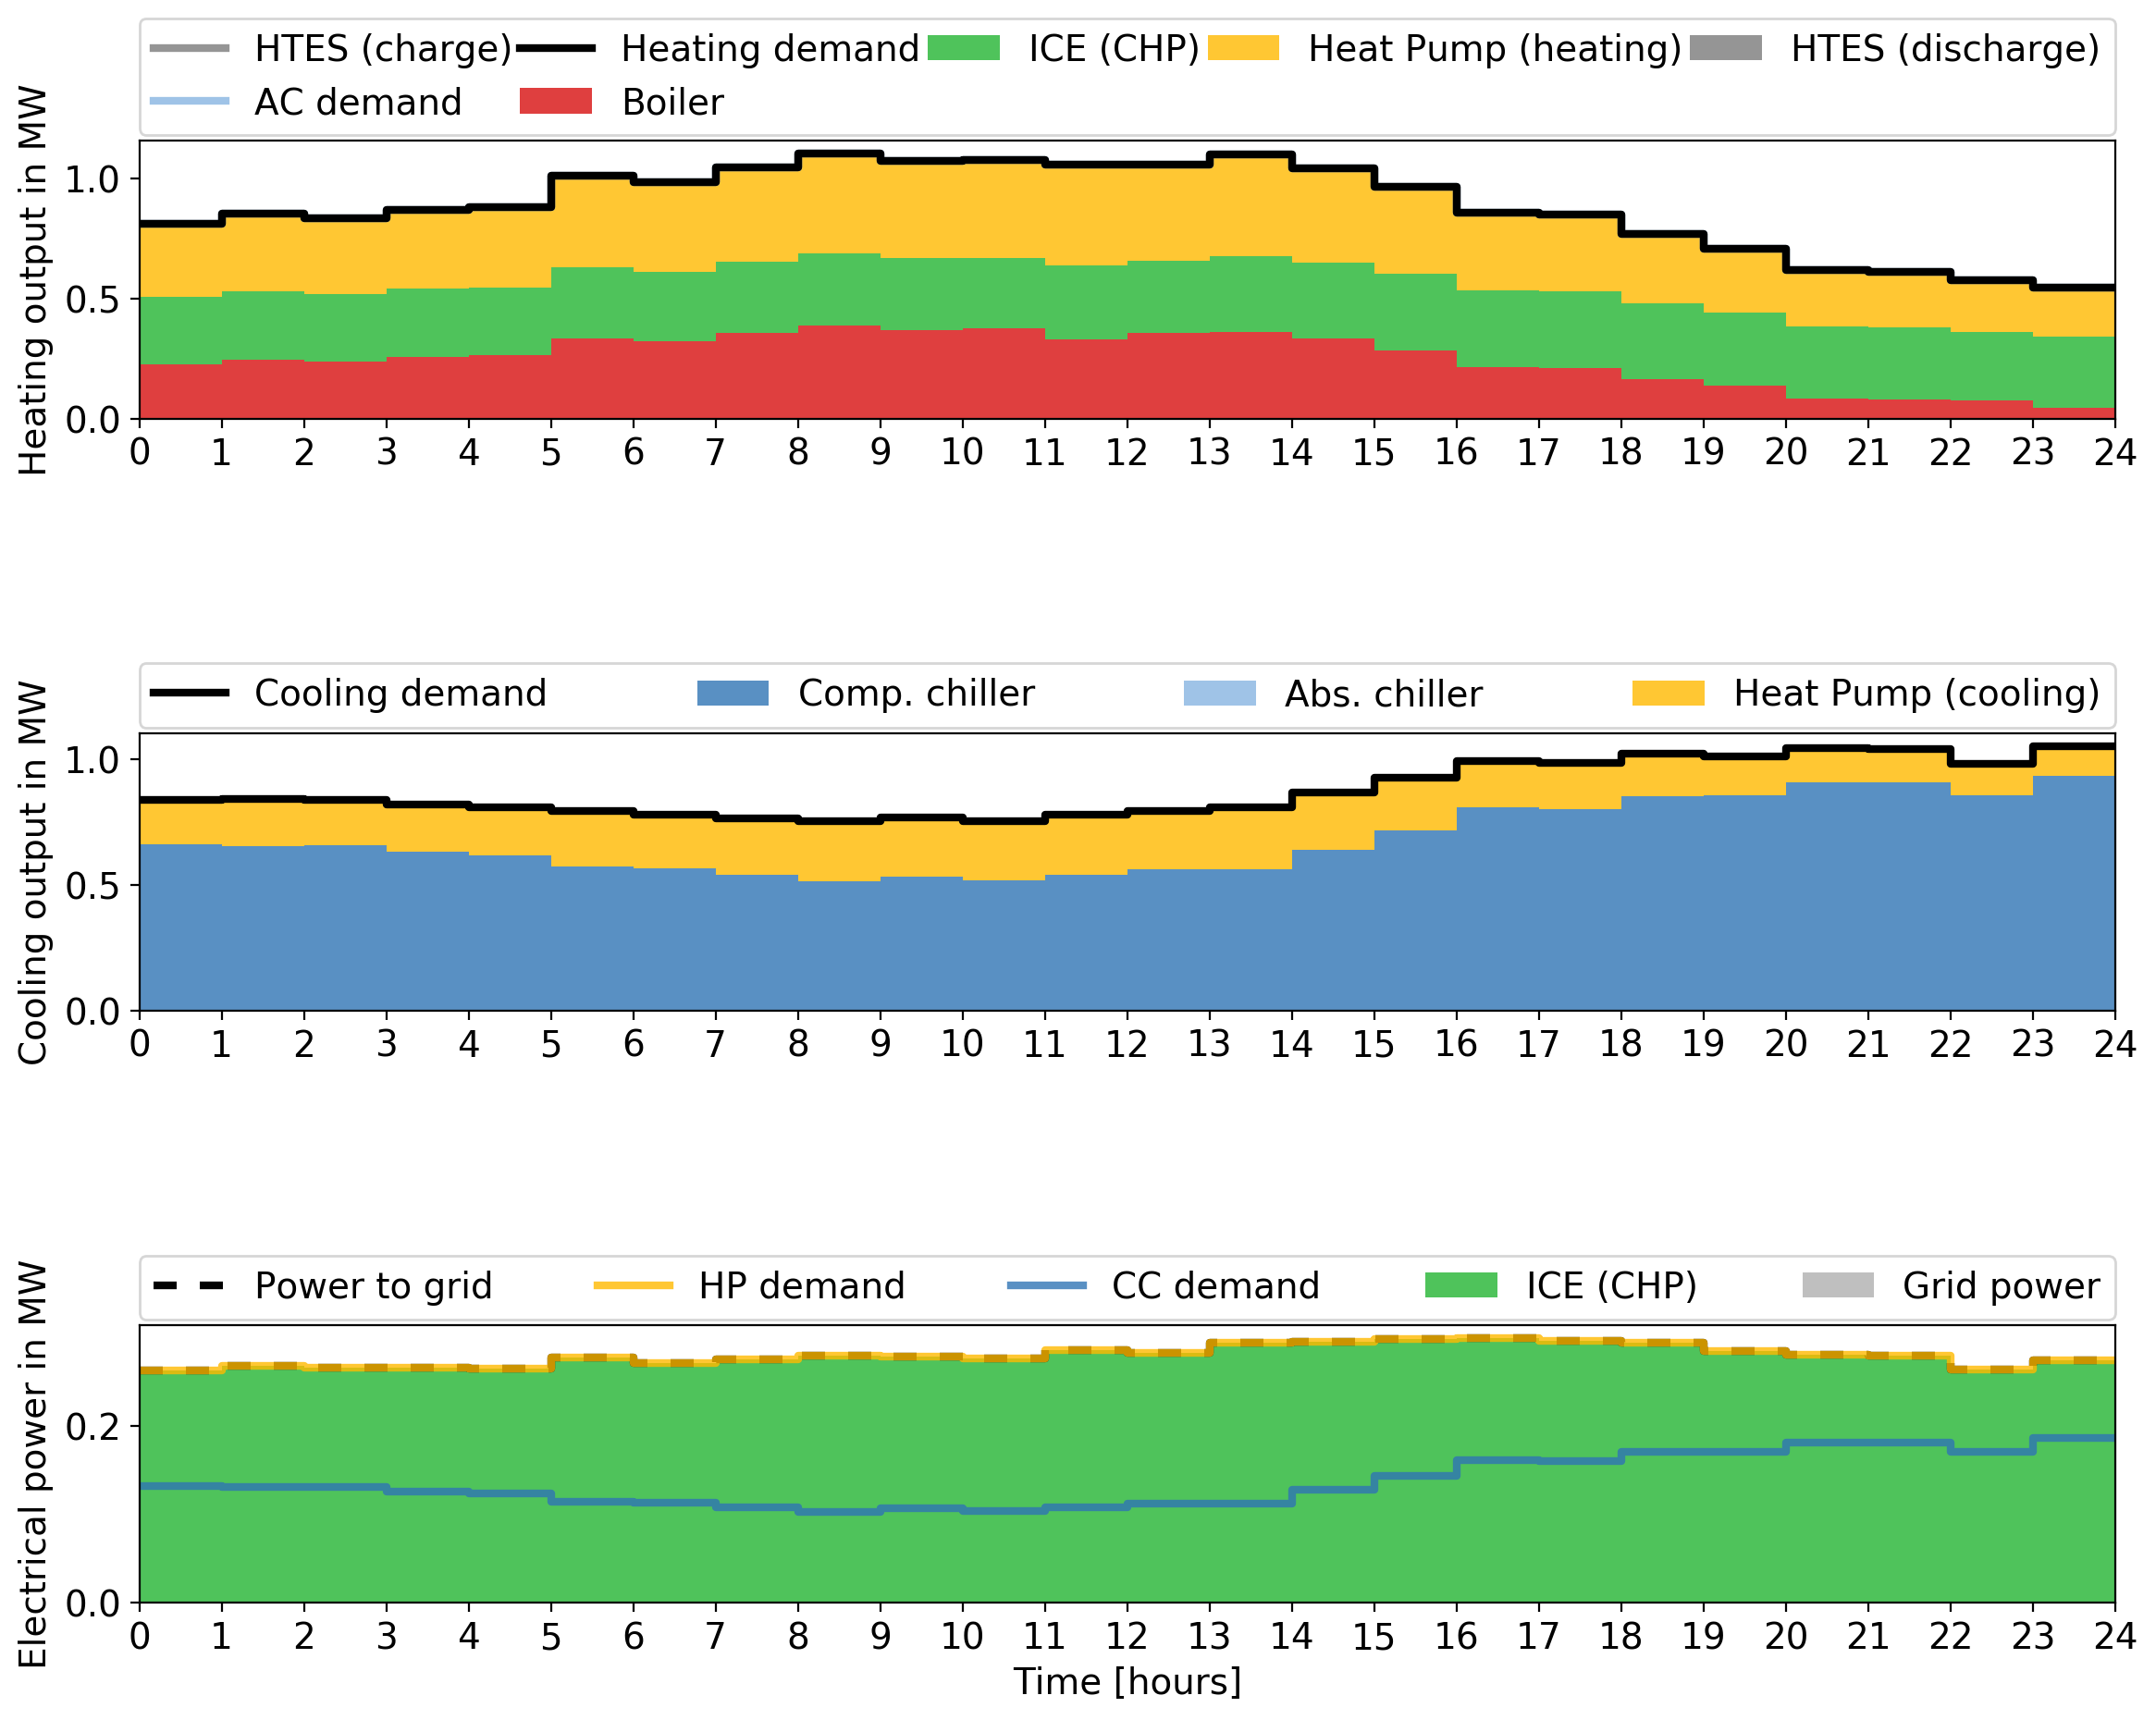 HTES (charge) Heating demand ICE (CHP) Heat Pump (heating) HTES (discharge)
AC demand Boiler
Heating output in MW
1.0
0.5
0.0
0 1 2 3 4 5 6 7 8 9 10 11 12 13 14 15 16 17 18 19 20 21 22 23 24
Cooling demand Comp. chiller Abs. chiller Heat Pump (cooling)
Cooling output in MW
1.0
0.5
0.0
0 1 2 3 4 5 6 7 8 9 10 11 12 13 14 15 16 17 18 19 20 21 22 23 24
Power to grid HP demand CC demand ICE (CHP) Grid power
Electrical power in MW
0.2
0.0
0 1 2 3 4 5 6 7 8 9 10 11 12 13 14 15 16 17 18 19 20 21 22 23 24
Time [hours]